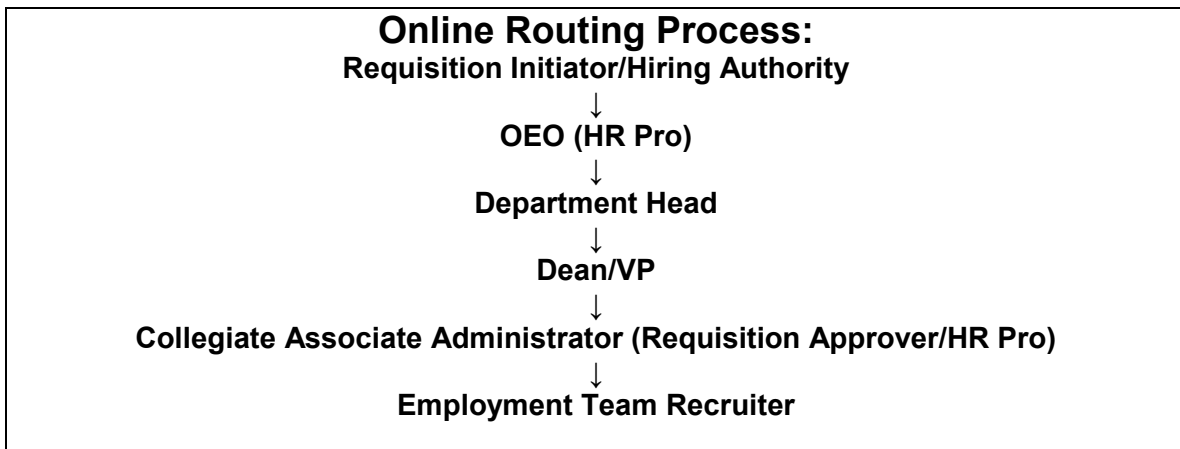 Online Routing Process:
Requisition Initiator/Hiring Authority
↓
OEO (HR Pro)
↓
Department Head
↓
Dean/VP
↓
Collegiate Associate Administrator (Requisition Approver/HR Pro)
↓
Employment Team Recruiter